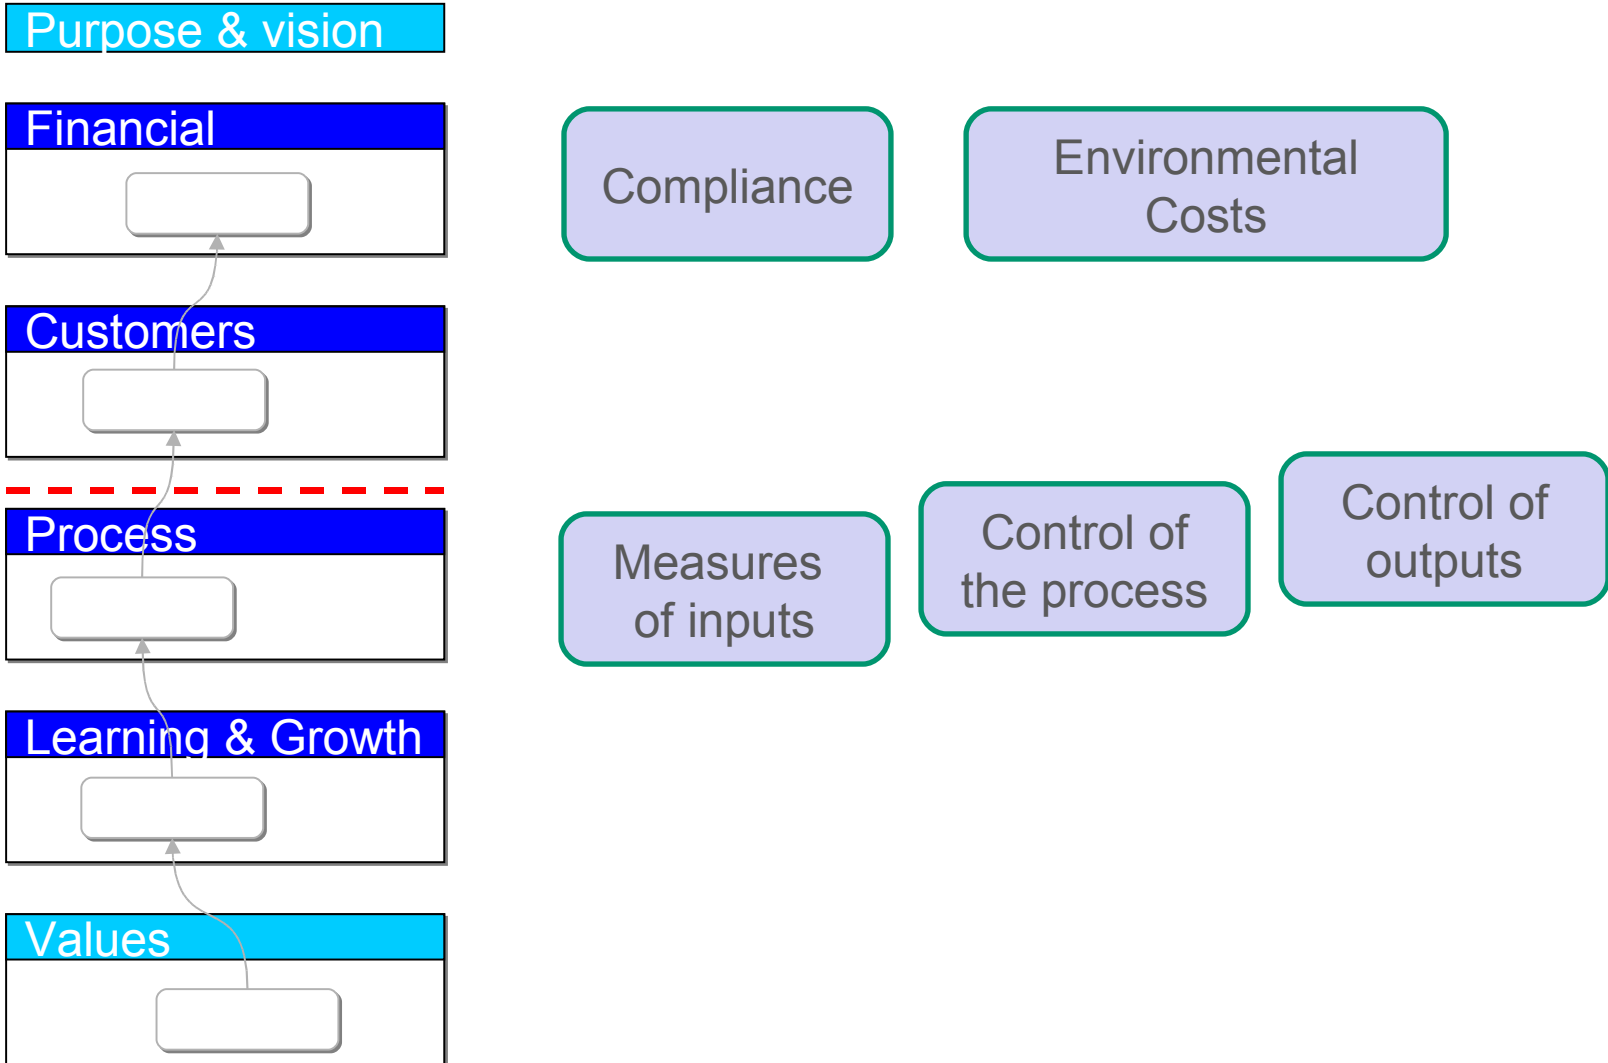 Purpose & vision
Financial
Compliance
Environmental
Costs
Customers
Process
Measures
of inputs
Control of
the process
Control of
outputs
Learning & Growth
Values